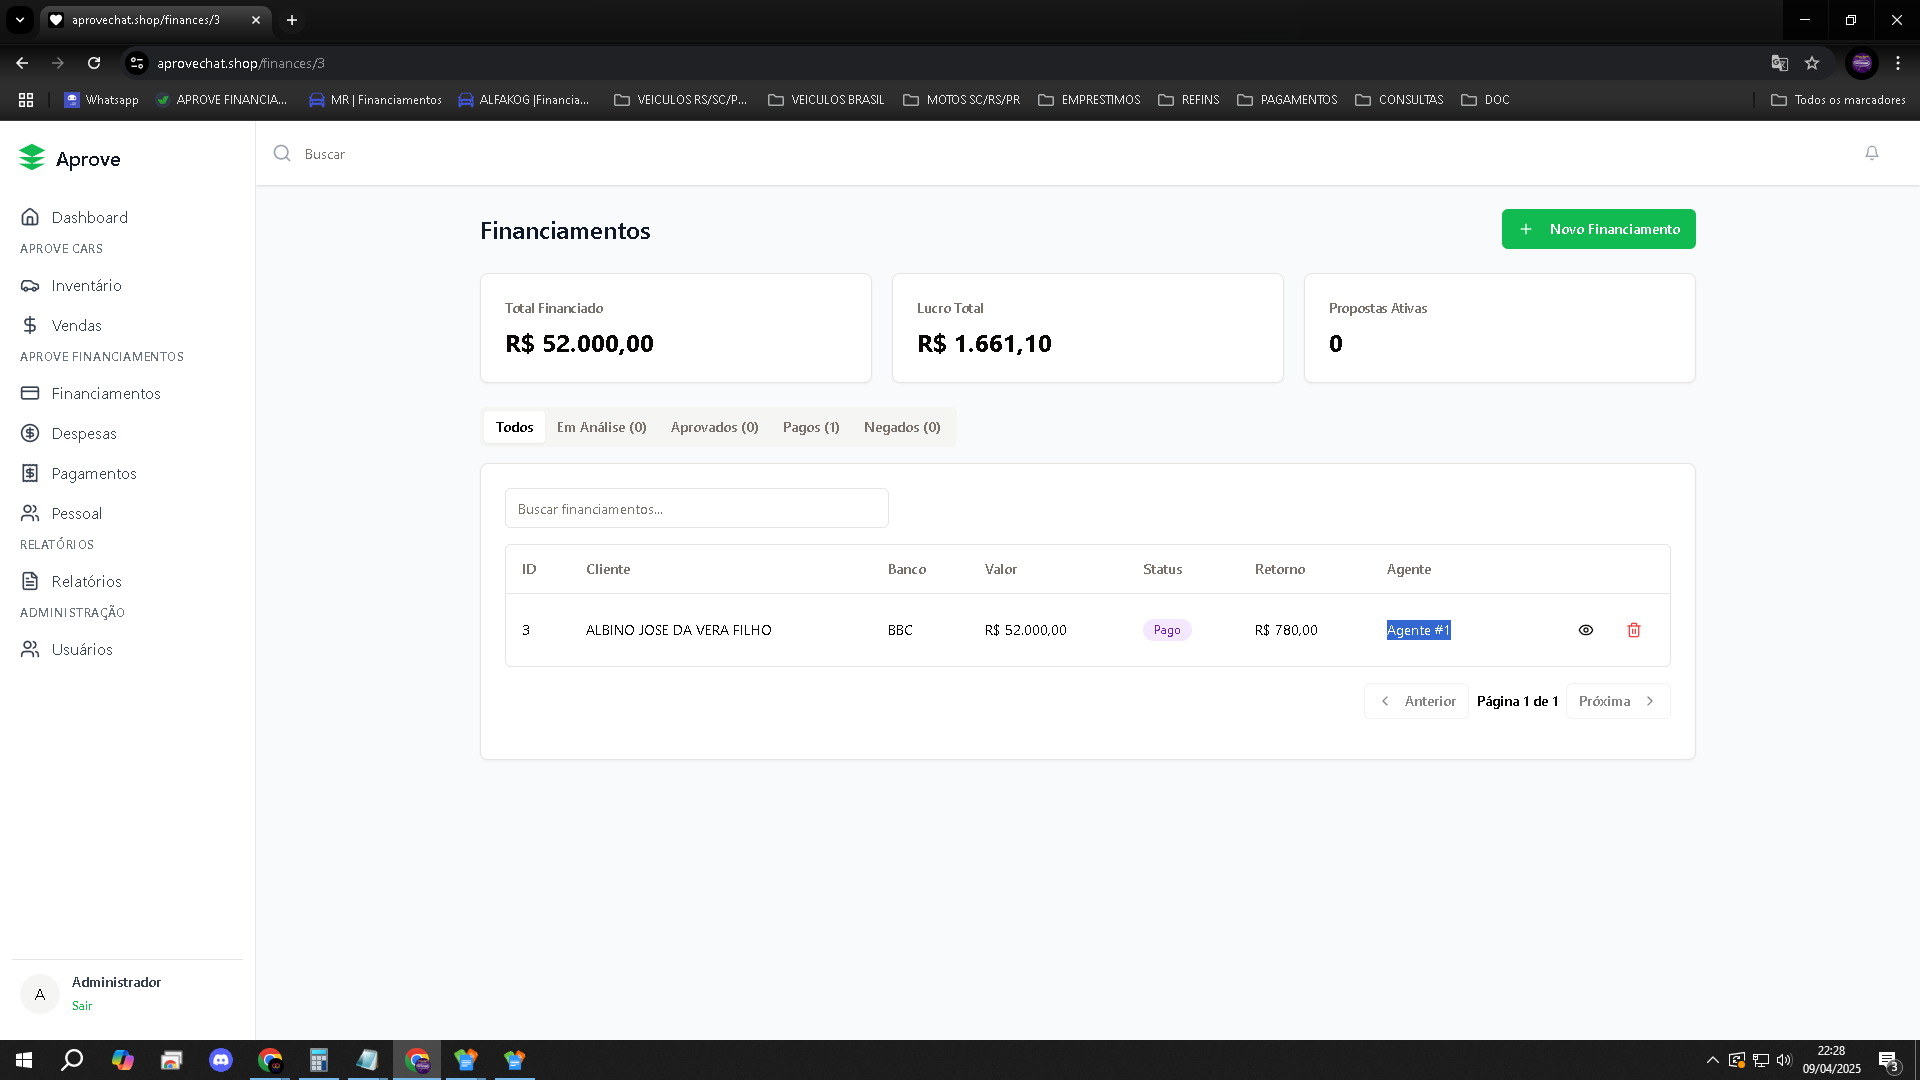 aprovechat.shop/finances/3
aprovechat.shop/finances/3
Whatsapp
APROVE FINANCIA...
MR | Financiamentos
ALFAKOG |Financia...
VEICULOS RS/SC/P...
VEICULOS BRASIL
MOTOS SC/RS/PR
EMPRESTIMOS
REFINS
PAGAMENTOS
CONSULTAS
DOC
Todos os marcadores
Aprove
Buscar
Dashboard
APROVE CARS
Inventário
Vendas
APROVE FINANCIAMENTOS
Financiamentos
Despesas
Pagamentos
Pessoal
RELATÓRIOS
Relatórios
ADMINISTRAÇÃO
Usuários
A
Administrador
Sair
Financiamentos
+ Novo Financiamento
Total Financiado
R$ 52.000,00
Lucro Total
R$ 1.661,10
Propostas Ativas
0
Todos Em Análise (0) Aprovados (0) Pagos (1) Negados (0)
Buscar financiamentos...
ID Cliente Banco Valor Status Retorno Agente
3 ALBINO JOSE DA VERA FILHO BBC R$ 52.000,00 Pago R$ 780,00 Agente #1
Anterior Página 1 de 1 Próxima
22:28
09/04/2025
3